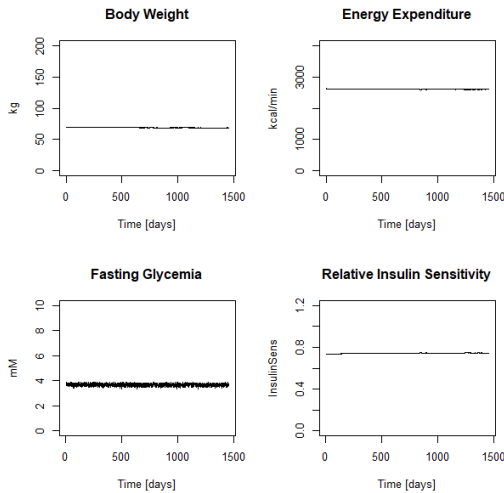 Body Weight
kg
0 50 100 150 200
0 500 1000 1500
Time [days]
Energy Expenditure
kcal/min
0 1000 3000
0 500 1000 1500
Time [days]
Fasting Glycemia
mM
0 2 4 6 8 10
0 500 1000 1500
Time [days]
Relative Insulin Sensitivity
InsulinSens
0.0 0.4 0.8 1.2
0 500 1000 1500
Time [days]